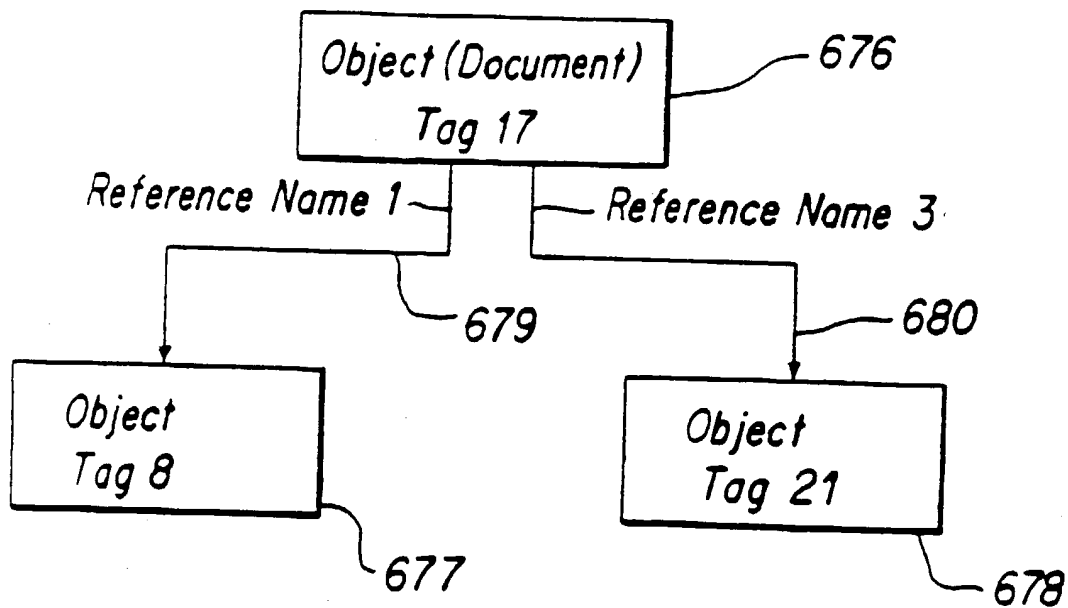 Object (Document)
Tag 17
676
Reference Name 1
Reference Name 3
679
680
Object
Tag 8
Object
Tag 21
677
678